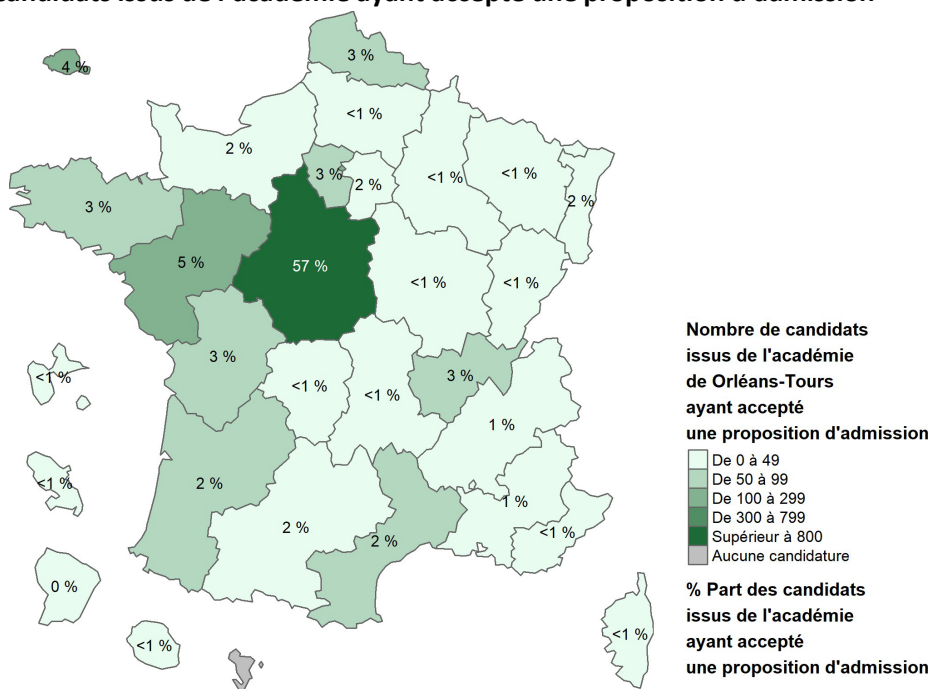 candidats issus de l'académie ayant accepté une proposition d'admission
3 %
4 %
<1 %
2 %
3 %
2 %
<1 %
<1 %
2 %
3 %
5 %
57 %
<1 %
<1 %
3 %
<1 %
<1 %
<1 %
3 %
1 %
2 %
<1 %
1 %
2 %
2 %
<1 %
0 %
<1 %
<1 %
Nombre de candidats
issus de l'académie
de Orléans-Tours
ayant accepté
une proposition d'admission
De 0 à 49
De 50 à 99
De 100 à 299
De 300 à 799
Supérieur à 800
Aucune candidature
% Part des candidats
issus de l'académie
ayant accepté
une proposition d'admission